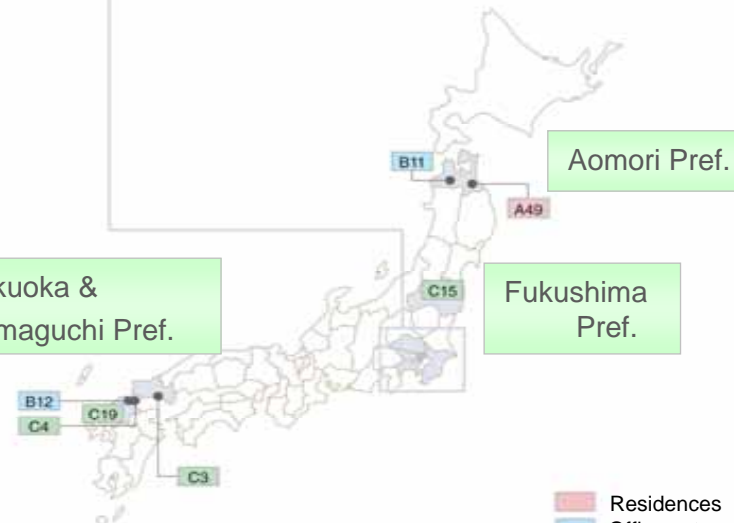 B11
Aomori Pref.
A49
kuoka &
maguchi Pref.
C15
Fukushima
Pref.
B12
C19
C4
C3
Residences